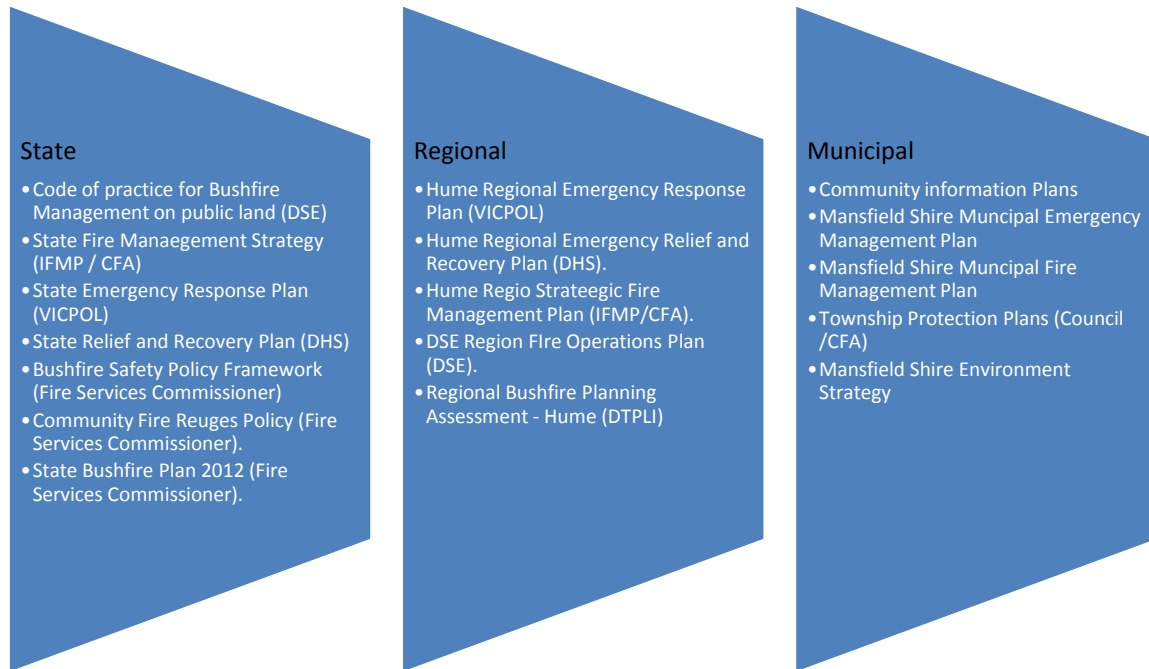 State
•Code of practice for Bushfire
Management on public land (DSE)
•State Fire Manaegement Strategy
(IFMP / CFA)
•State Emergency Response Plan
(VICPOL)
•State Relief and Recovery Plan (DHS)
•Bushfire Safety Policy Framework
(Fire Services Commissioner)
•Community Fire Reuges Policy (Fire
Services Commissioner).
•State Bushfire Plan 2012 (Fire
Services Commissioner).
Regional
•Hume Regional Emergency Response
Plan (VICPOL)
•Hume Regional Emergency Relief and
Recovery Plan (DHS).
•Hume Regio Strateegic Fire
Management Plan (IFMP/CFA).
•DSE Region FIre Operations Plan
(DSE).
•Regional Bushfire Planning
Assessment - Hume (DTPLI)
Municipal
•Community information Plans
•Mansfield Shire Muncipal Emergency
Management Plan
•Mansfield Shire Muncipal Fire
Management Plan
•Township Protection Plans (Council
/CFA)
•Mansfield Shire Environment
Strategy